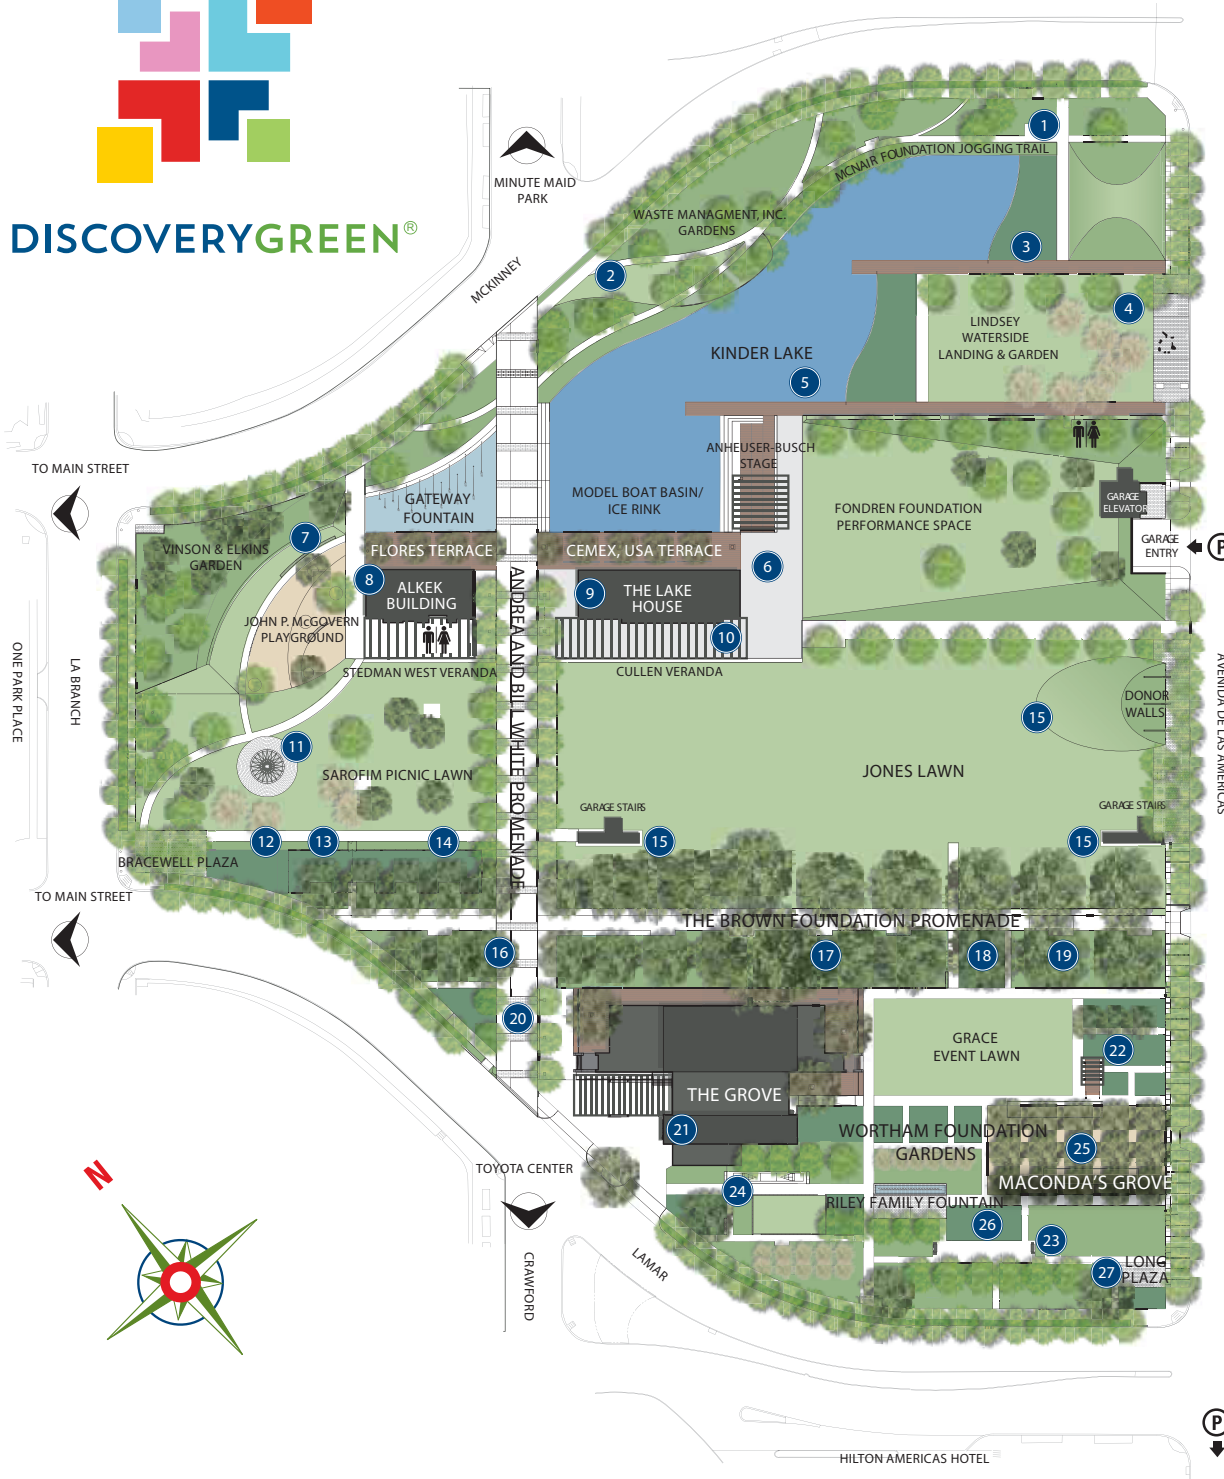 DISCOVERYGREEN®
MINUTE MAID
PARK
MCKINNEY
1
MCNAIR FOUNDATION JOGGING TRAIL
WASTE MANAGMENT, INC.
GARDENS
2
3
4
LINDSEY
WATERSIDE
LANDING & GARDEN
KINDER LAKE
5
TO MAIN STREET
ANHEUSER-BUSCH
STAGE
MODEL BOAT BASIN/
ICE RINK
GATEWAY
FOUNTAIN
FONDREN FOUNDATION
PERFORMANCE SPACE
GARAGE
ELEVATOR
GARAGE
ENTRY
P
VINSON & ELKINS
GARDEN
7
FLORES TERRACE
CEMEX, USA TERRACE
6
8
ALKEK
BUILDING
9
THE LAKE
HOUSE
10
JOHN P. McGOVERN
PLAYGROUND
STEDMAN WEST VERANDA
CULLEN VERANDA
ANDREA AND BILL WHITE PROMENADE
ONE PARK PLACE
LA BRANCH
AVENIDA DE LAS AMERICAS
DONOR
WALLS
15
11
SAROFIM PICNIC LAWN
JONES LAWN
GARAGE STAIRS
GARAGE STAIRS
12
13
14
15
15
BRACEWELL PLAZA
TO MAIN STREET
THE BROWN FOUNDATION PROMENADE
16
17
18
19
20
GRACE
EVENT LAWN
22
THE GROVE
21
WORTHAM FOUNDATION
GARDENS
25
MACONDA'S GROVE
TOYOTA CENTER
24
RILEY FAMILY FOUNTAIN
26
23
27
LONG
PLAZA
N
CRAWFORD
LAMAR
P
HILTON AMERICAS HOTEL